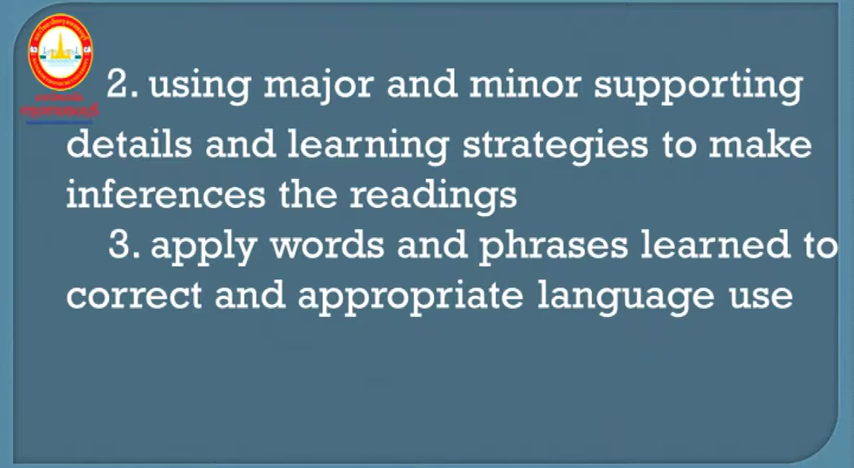 2. using major and minor supporting
details and learning strategies to make
inferences the readings
3. apply words and phrases learned to
correct and appropriate language use